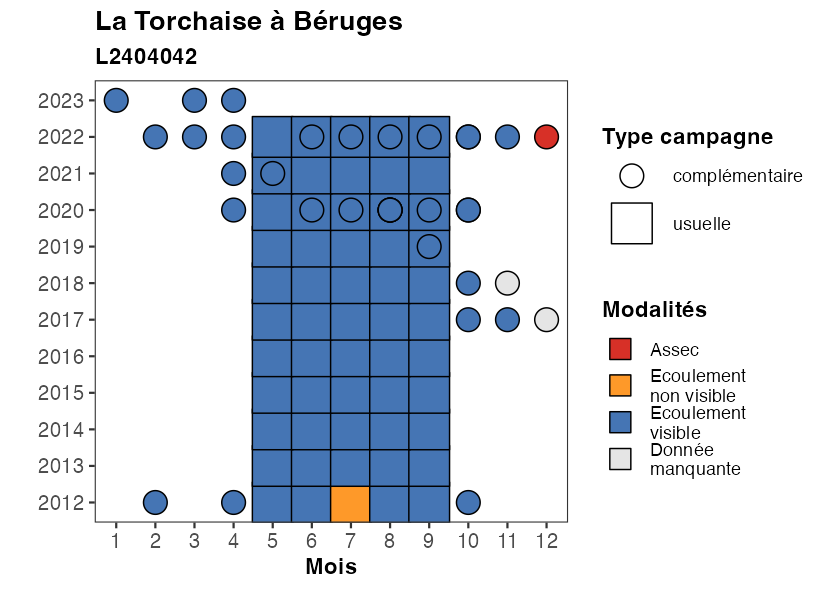 La Torchaise à Béruges
L2404042
2023
2022
2021
2020
2019
2018
2017
2016
2015
2014
2013
2012
1 2 3 4 5 6 7 8 9 10 11 12
Mois
Type campagne
complémentaire
usuelle
Modalités
Assec
Ecoulement
non visible
Ecoulement
visible
Donnée
manquante